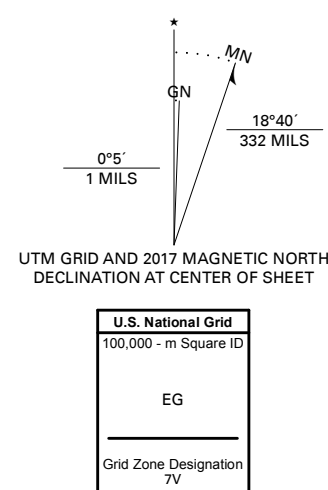 ★
MN
GN
18°40´
332 MILS
0°5´
1 MILS
UTM GRID AND 2017 MAGNETIC NORTH
DECLINATION AT CENTER OF SHEET
U.S. National Grid
100,000 - m Square ID
EG
Grid Zone Designation
7V